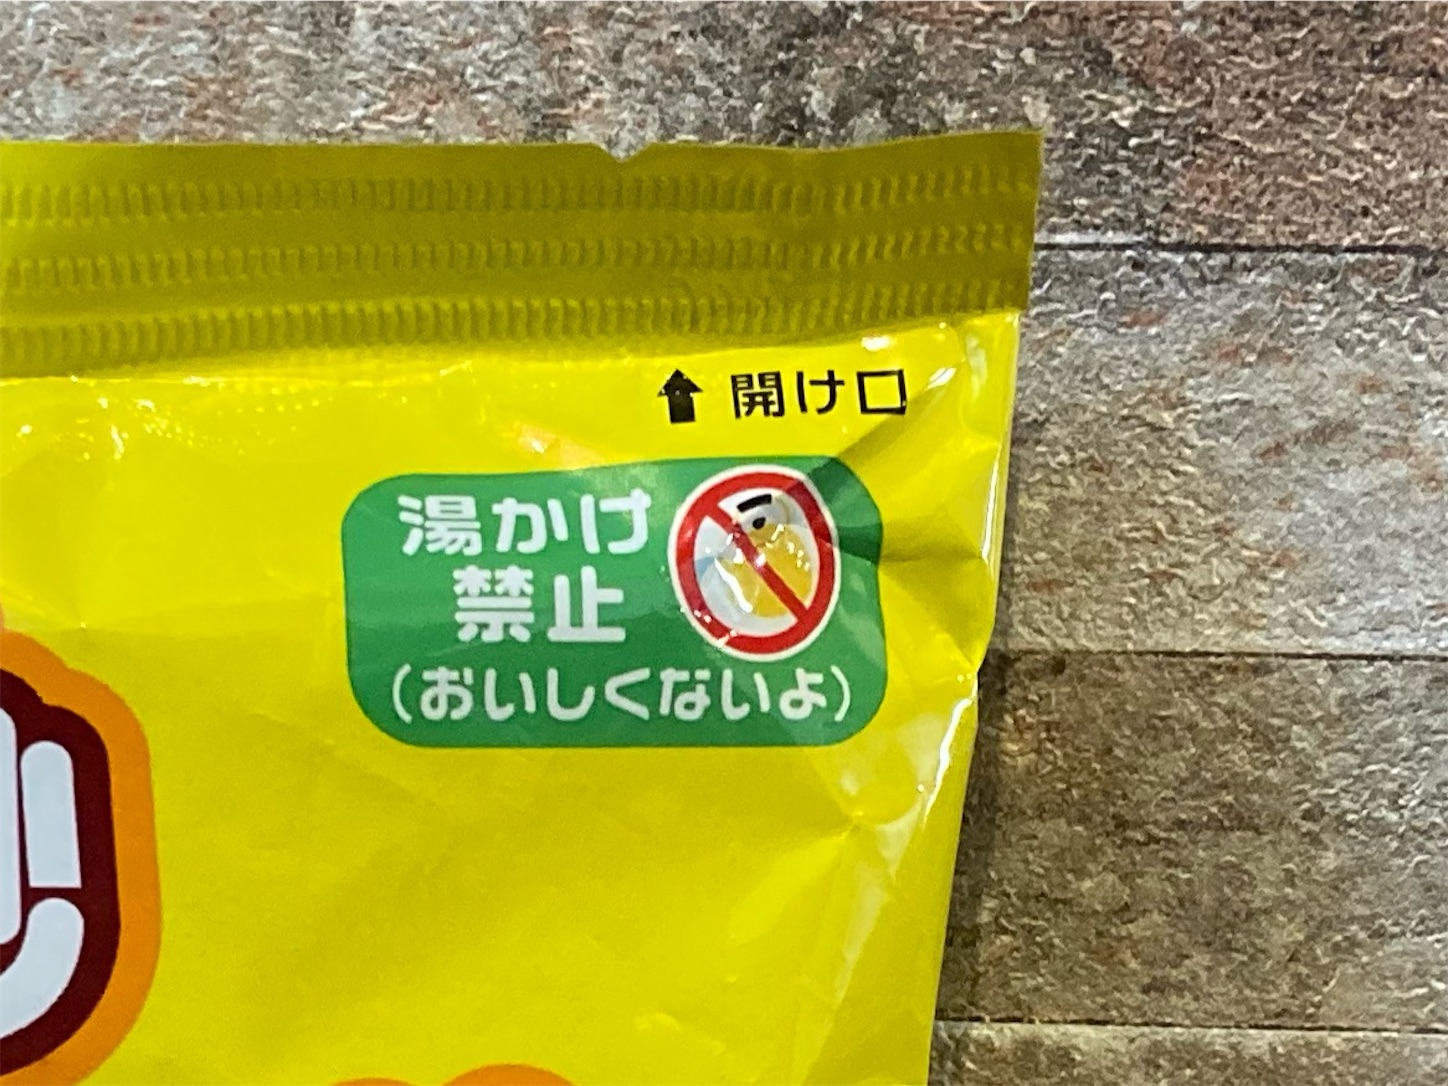 開け口
湯かけ
禁止
（おいしくないよ）